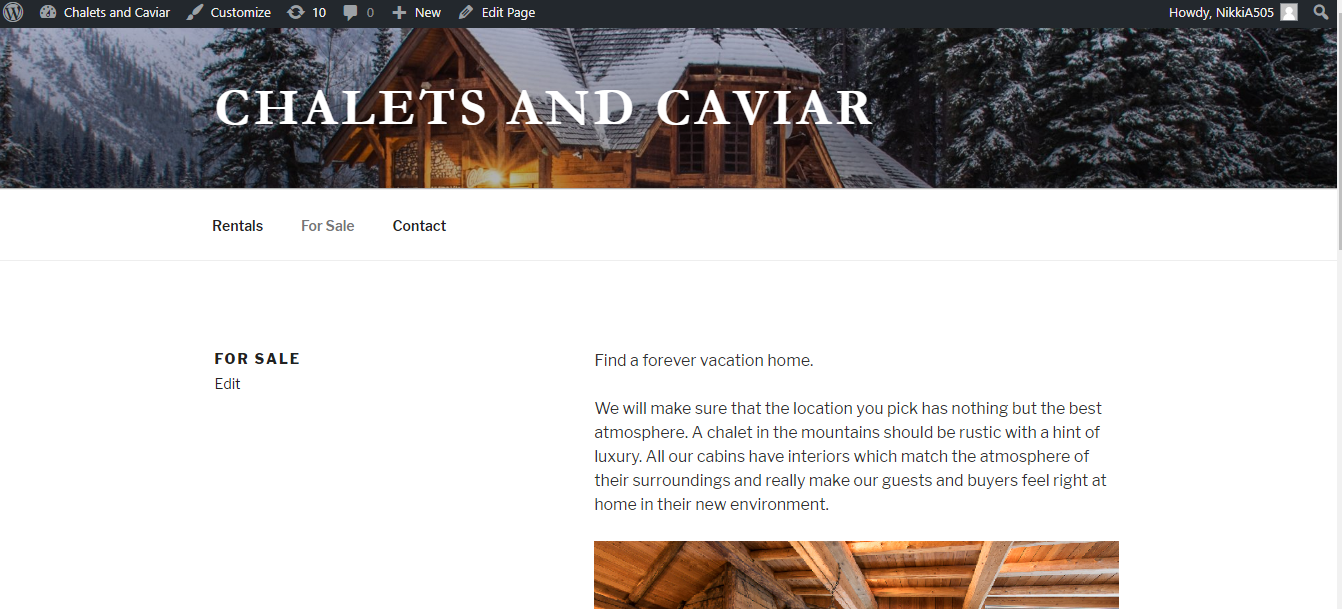 Chalets and Caviar Customize 10 0 New Edit Page Howdy, NikkiA505
CHALETS AND CAVIAR
Rentals For Sale Contact
FOR SALE
Edit
Find a forever vacation home.
We will make sure that the location you pick has nothing but the best
atmosphere. A chalet in the mountains should be rustic with a hint of
luxury. All our cabins have interiors which match the atmosphere of
their surroundings and really make our guests and buyers feel right at
home in their new environment.